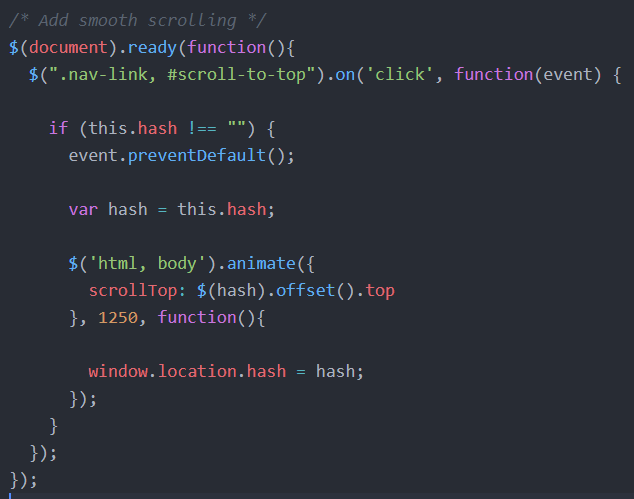 /* Add smooth scrolling */
$(document).ready(function(){
  $(".nav-link, #scroll-to-top").on('click', function(event) {

    if (this.hash !== "") {
      event.preventDefault();

      var hash = this.hash;

      $('html, body').animate({
        scrollTop: $(hash).offset().top
      }, 1250, function(){

        window.location.hash = hash;
      });
    }
  });
});